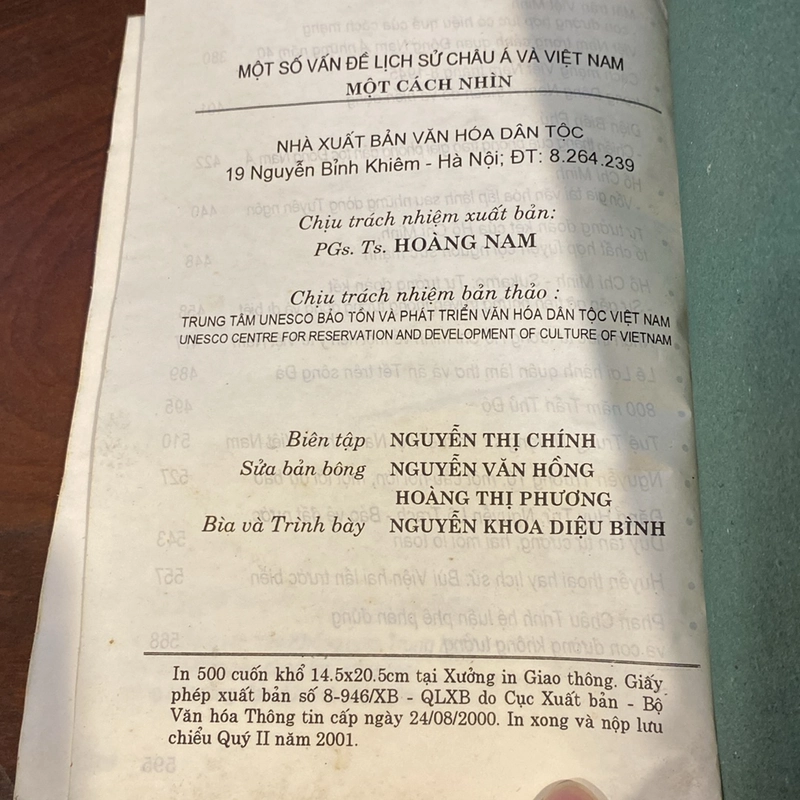 MỘT SỐ VẤN ĐỀ LỊCH SỬ CHÂU Á VÀ VIỆT NAM
MỘT CÁCH NHÌN
NHÀ XUẤT BẢN VĂN HÓA DÂN TỘC
19 Nguyễn Bỉnh Khiêm - Hà Nội; ĐT: 8.264.239
Chịu trách nhiệm xuất bản:
PGs. Ts. HOÀNG NAM
Chịu trách nhiệm bản thảo :
TRUNG TÂM UNESCO BẢO TỒN VÀ PHÁT TRIỂN VĂN HÓA DÂN TỘC VIỆT NAM
UNESCO CENTRE FOR RESERVATION AND DEVELOPMENT OF CULTURE OF VIETNAM
Biên tập NGUYỄN THỊ CHÍNH
Sửa bản bông NGUYỄN VĂN HỒNG
HOÀNG THỊ PHƯƠNG
Bìa và Trình bày NGUYỄN KHOA DIỆU BÌNH
In 500 cuốn khổ 14.5x20.5cm tại Xưởng in Giao thông. Giấy
phép xuất bản số 8-946/XB - QLXB do Cục Xuất bản - Bộ
Văn hóa Thông tin cấp ngày 24/08/2000. In xong và nộp lưu
chiểu Quý II năm 2001.